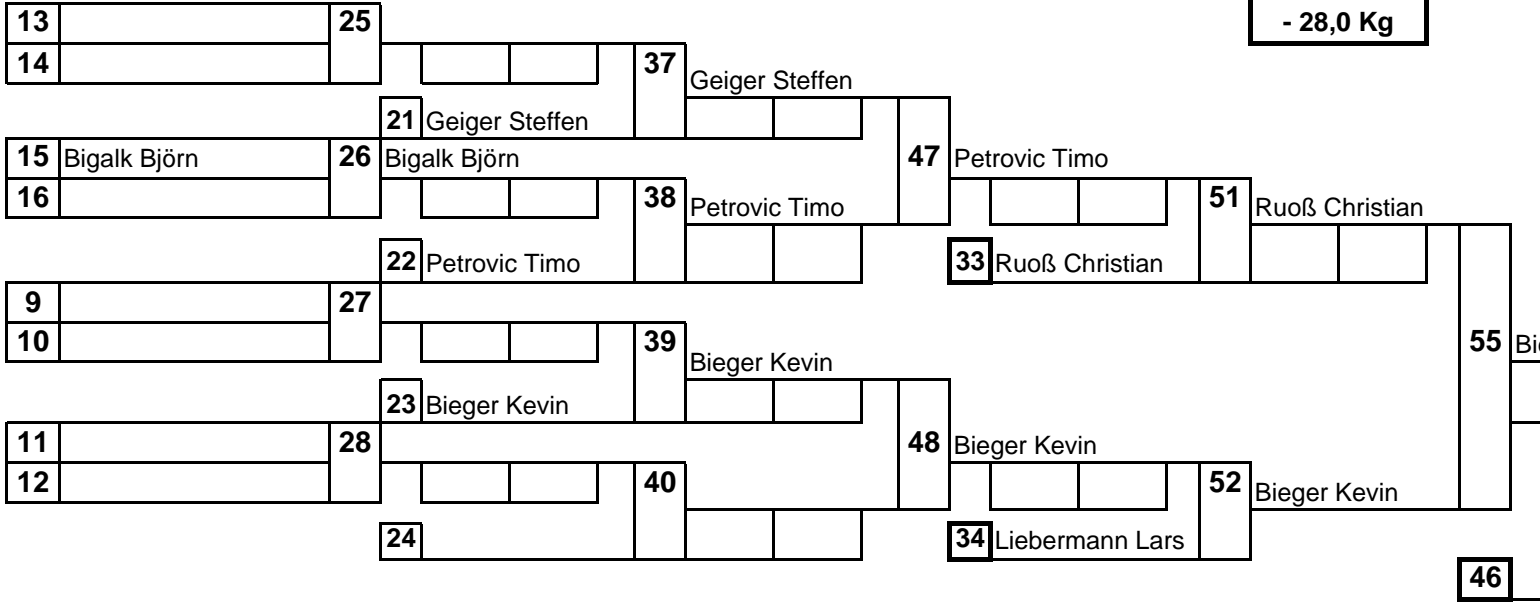 13 25 - 28,0 Kg
14 37
Geiger Steffen
21 Geiger Steffen
15 Bigalk Björn 26 Bigalk Björn 47 Petrovic Timo
16 38 Petrovic Timo 51 Ruoß Christian
22 Petrovic Timo 33 Ruoß Christian
9 27
10 39 Bieger Kevin 55
23 Bieger Kevin
11 28 48 Bieger Kevin
12 40 52 Bieger Kevin
24 34 Liebermann Lars
46